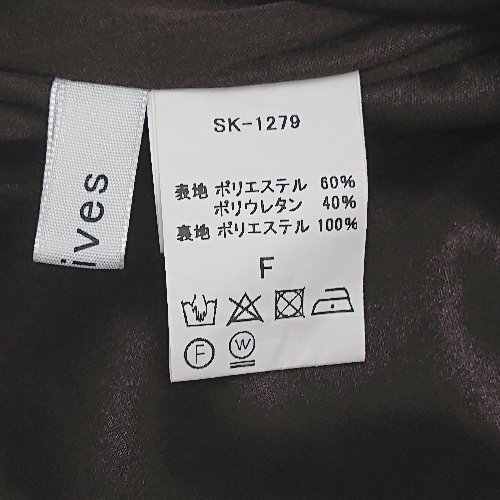 ives
SK-1279
表地 ポリエステル 60%
ポリウレタン 40%
裏地 ポリエステル 100%
F
F
W